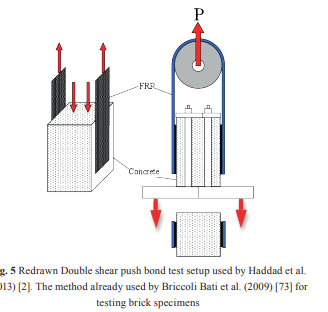 P
FRP
Concrete
g. 5 Redrawn Double shear push bond test setup used by Haddad et al.
013) [2]. The method already used by Briccoli Bati et al. (2009) [73] for
testing brick specimens